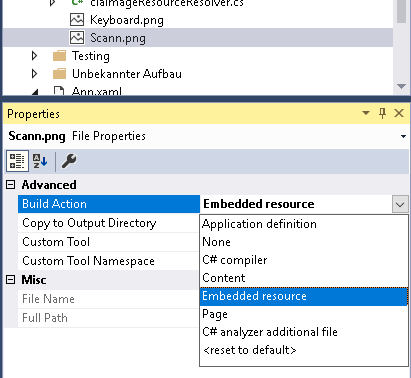 claImageResourceResolver.cs
Keyboard.png
Scann.png
Testing
Unbekannter Aufbau
App.xaml
Properties
Scann.png File Properties
Advanced
Build Action Embedded resource
Copy to Output Directory
Custom Tool
Custom Tool Namespace
Misc
File Name
Full Path
Application definition
None
C# compiler
Content
Embedded resource
Page
C# analyzer additional file
<reset to default>